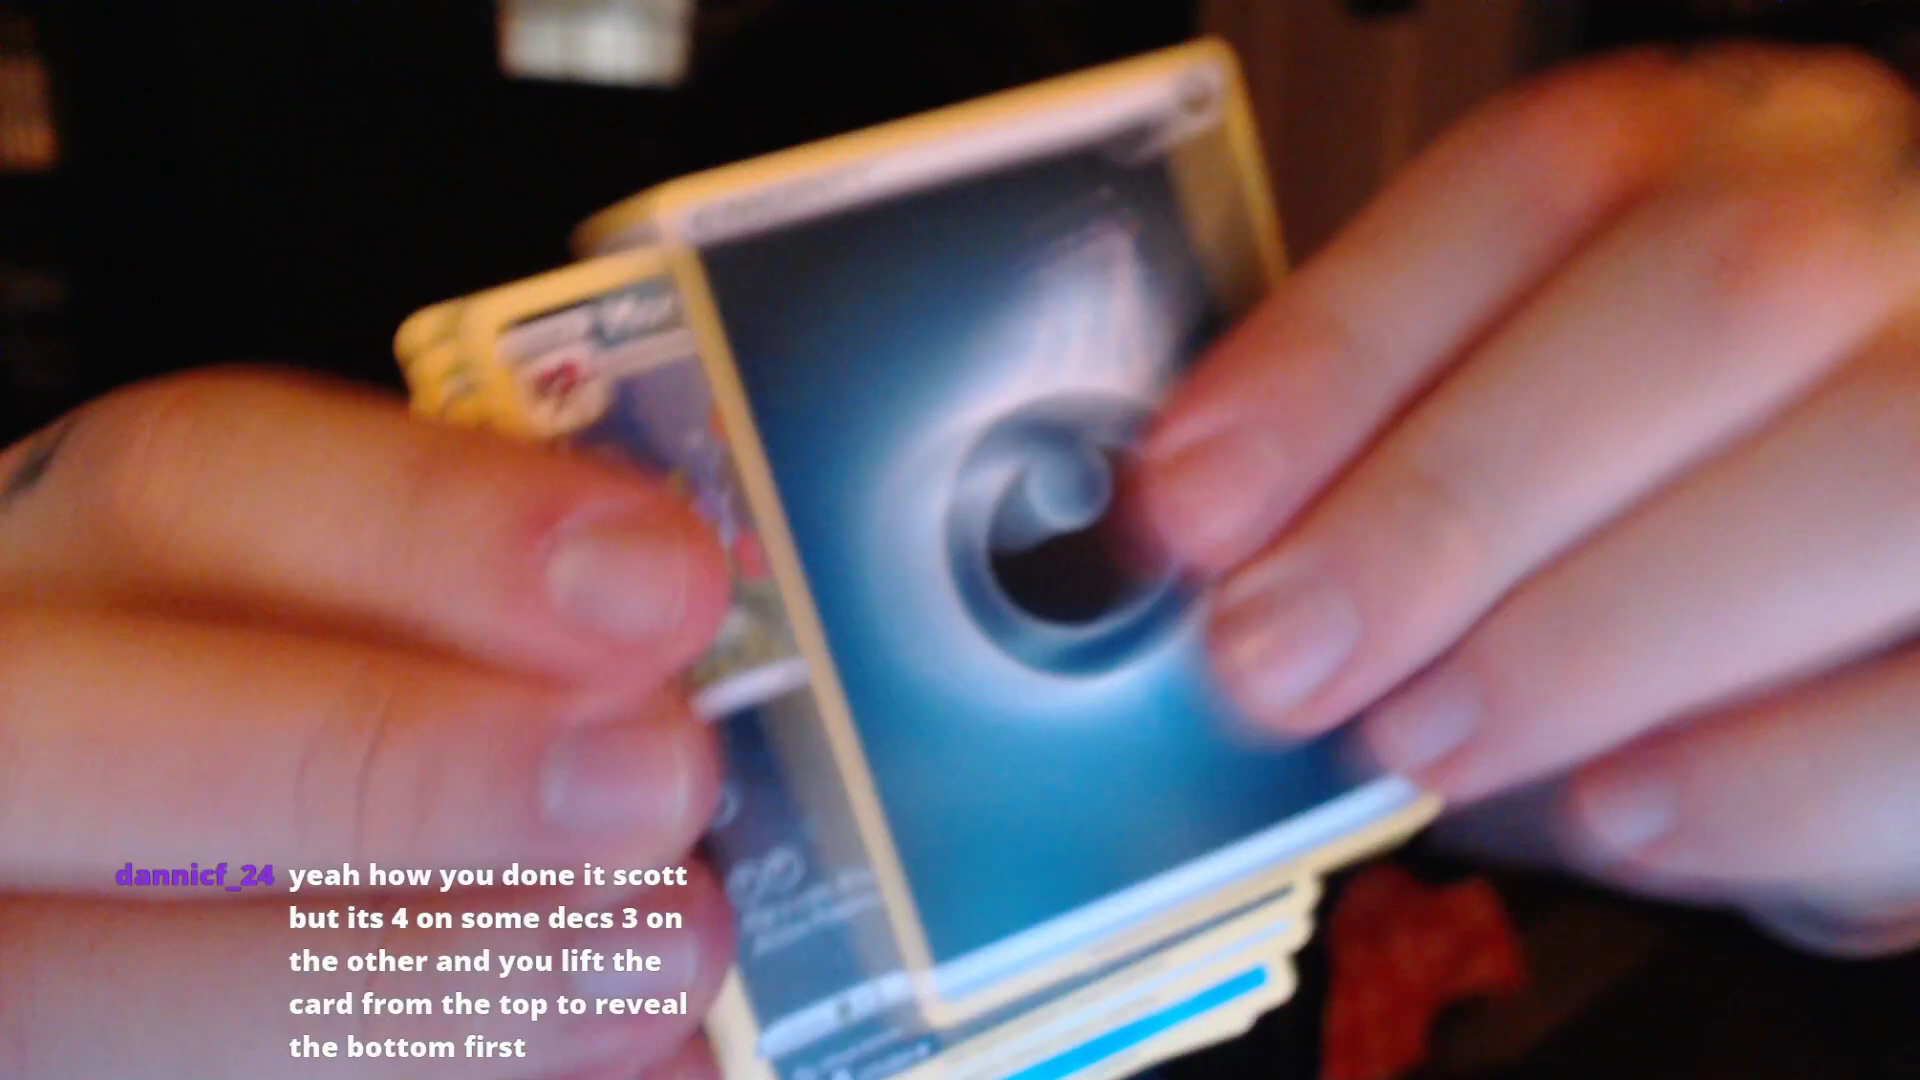 dannicf_24 yeah how you done it scott
but its 4 on some decs 3 on
the other and you lift the
card from the top to reveal
the bottom first